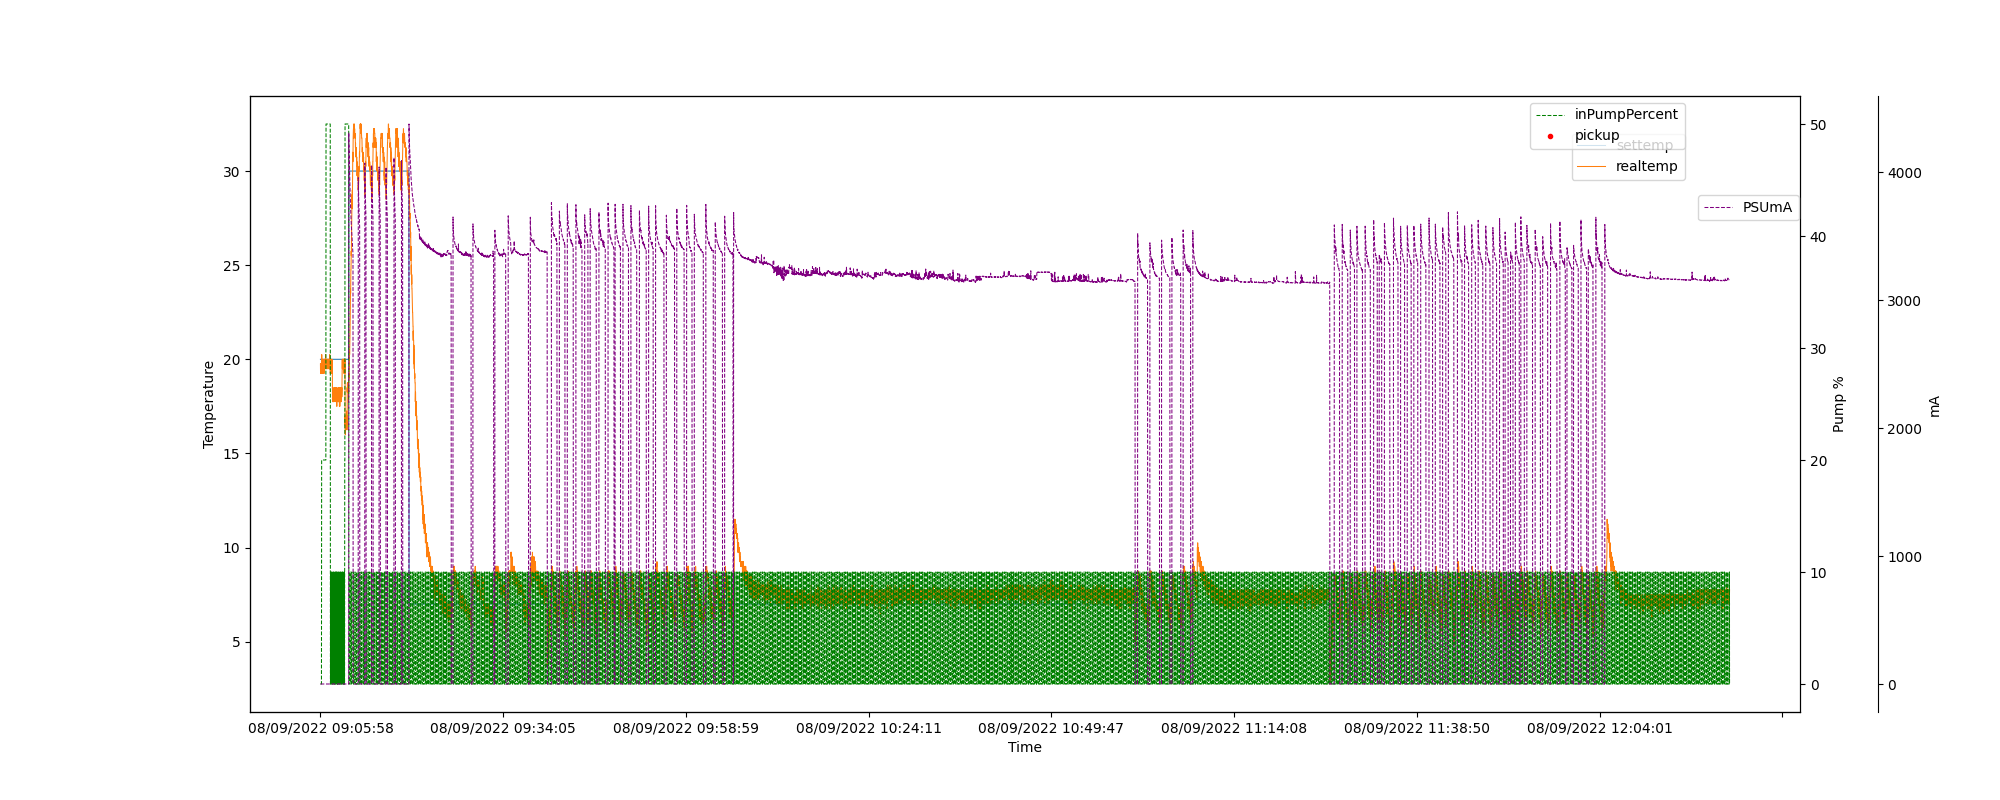 inPumpPercent
pickup
settemp
realtemp
PSUmA
30
25
20
15
10
5
Temperature
50
40
30
20
10
0
Pump %
4000
3000
2000
1000
0
mA
08/09/2022 09:05:58
08/09/2022 09:34:05
08/09/2022 09:58:59
08/09/2022 10:24:11
08/09/2022 10:49:47
08/09/2022 11:14:08
08/09/2022 11:38:50
08/09/2022 12:04:01
Time